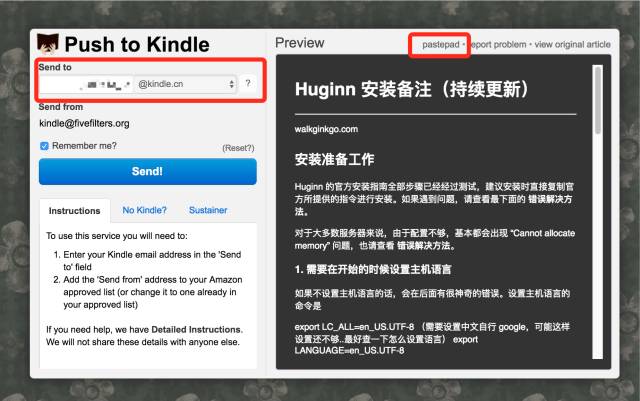 Push to Kindle
Send to
@kindle.cn
?
Send from
kindle@fivefilters.org
Remember me?
(Reset?)
Send!
Instructions
No Kindle?
Sustainer
To use this service you will need to:
1. Enter your Kindle email address in the 'Send
to' field
2. Add the 'Send from' address to your Amazon
approved list (or change it to one already in
your approved list)
If you need help, we have Detailed Instructions.
We will not share these details with anyone else.
Preview
pastepad • report problem • view original article
Huginn 安装备注（持续更新）
walkginkgo.com
安装准备工作
Huginn 的官方安装指南全部步骤已经经过测试，建议安装时直接复制官
方所提供的指令进行安装。如果遇到问题，请查看最下面的 错误解决方
法。
对于大多数服务器来说，由于配置不够，基本都会出现 “Cannot allocate
memory” 问题，也请查看 错误解决方法。
1. 需要在开始的时候设置主机语言
如果不设置主机语言的话，会在后面有很神奇的错误。设置主机语言的
命令是
export LC_ALL=en_US.UTF-8 （需要设置中文自行 google，可能这样
设置还不够..最好查一下怎么设置语言） export
LANGUAGE=en_US.UTF-8